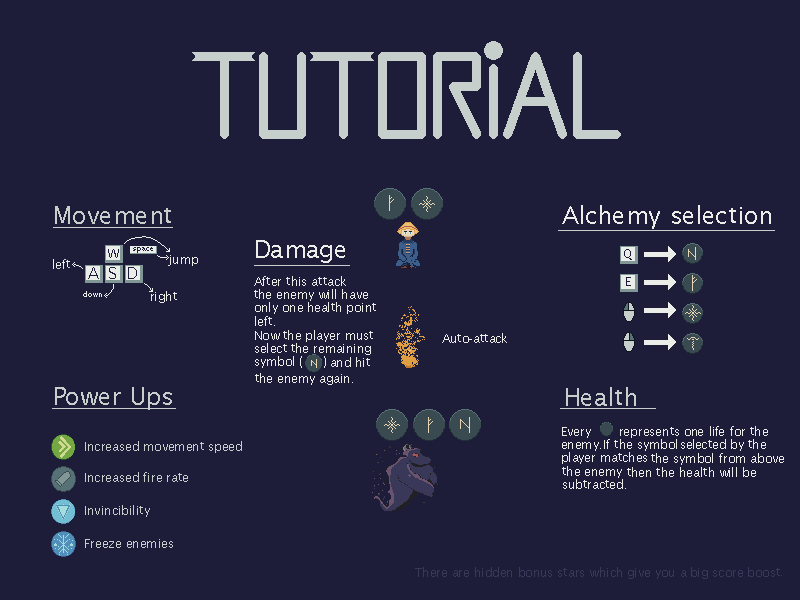 TUTORiAL
Movement
W
space
left
jump
A S D
down
right
Damage
After this attack
the enemy will have
only one health point
left.
Now the player must
select the remaining
symbol ( ) and hit
the enemy again.
Auto-attack
Alchemy selection
Q
E
Power Ups
Increased movement speed
Increased fire rate
Invincibility
Freeze enemies
Health
Every represents one life for the
enemy.If the symbol selected by the
player matches the symbol from above
the enemy then the health will be
subtracted.
There are hidden bonus stars which give you a big score boost.